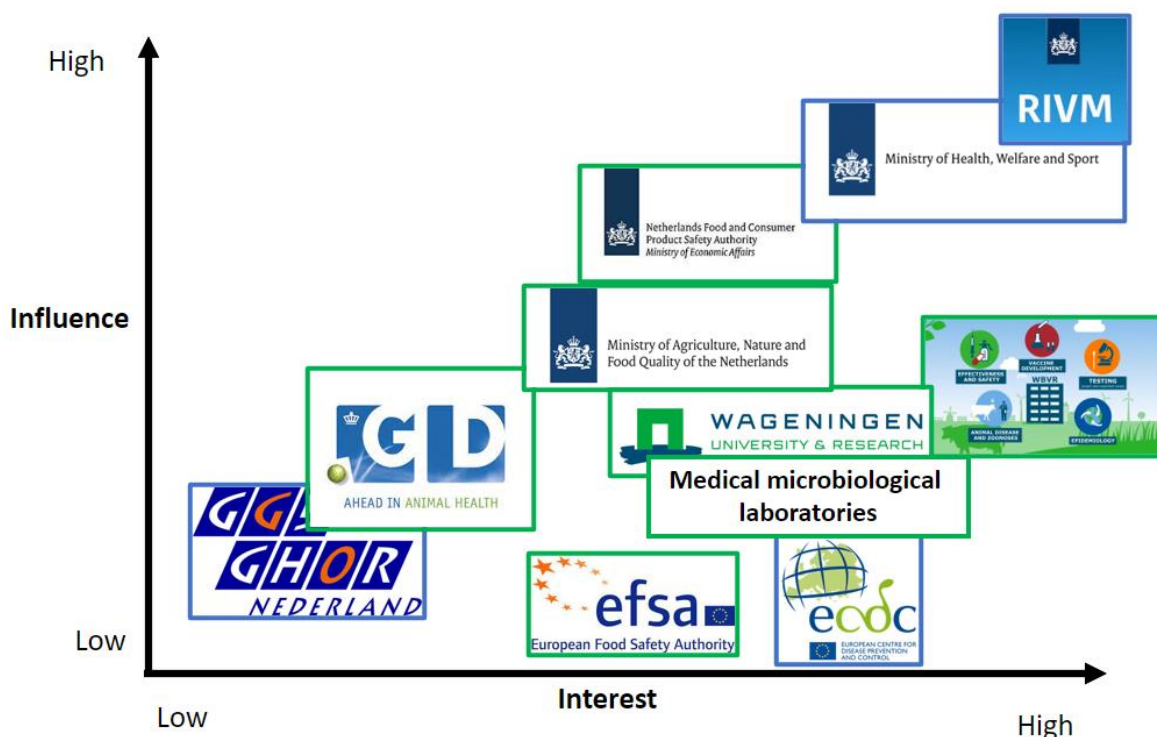 High
RIVM
Ministry of Health, Welfare and Sport
Netherlands Food and Consumer
Product Safety Authority
Ministry of Economic Affairs
Influence
Ministry of Agriculture, Nature and
Food Quality of the Netherlands
EFFECTIVENESS
AND SAFETY
VACCINE
DEVELOPMENT
TESTING
WBVR
ANIMAL DISEASE
AND ZOONOSES
EPIDEMIOLOGY
GD
AHEAD IN ANIMAL HEALTH
WAGENINGEN
UNIVERSITY & RESEARCH
Medical microbiological
laboratories
GG
GHOR
NEDERLAND
efsa
European Food Safety Authority
ecdc
EUROPEAN CENTRE FOR
DISEASE PREVENTION
AND CONTROL
Low
Interest
Low
High